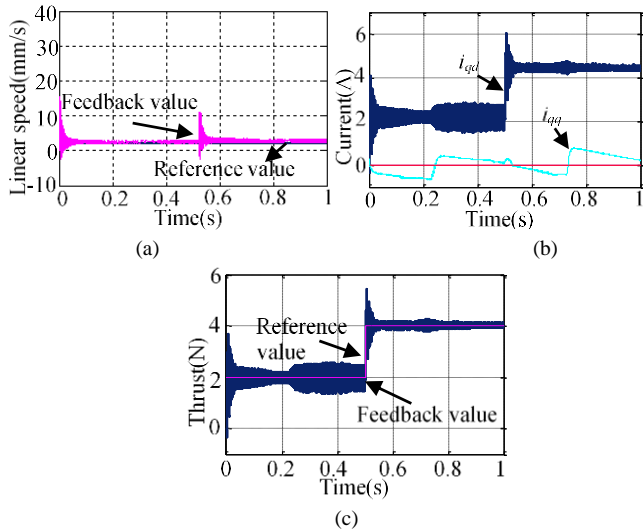 (a)
40
30
20
10
0
-10
Linear speed(mm/s)
Feedback value
Reference value
0 0.2 0.4 0.6 0.8 1
Time(s)
(b)
6
4
2
0
Current(A)
iqd
iqq
0 0.2 0.4 0.6 0.8 1
Time(s)
(a)
(b)
6
4
2
0
Thrust(N)
Reference
value
Feedback value
0 0.2 0.4 0.6 0.8 1
Time(s)
(c)